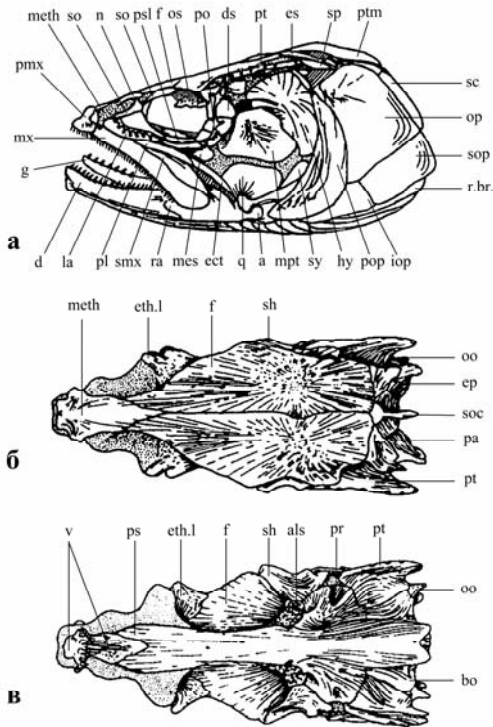 meth so n so psl f os po ds pt es sp ptm
pmx
sc
mx
op
g
sop
r.br.
а
d la pl smx ra mes ect q a mpt sy hy pop iop
meth eth.l f sh
oo
ep
soc
pa
б
pt
v ps eth.l f sh als pr pt
oo
bo
в